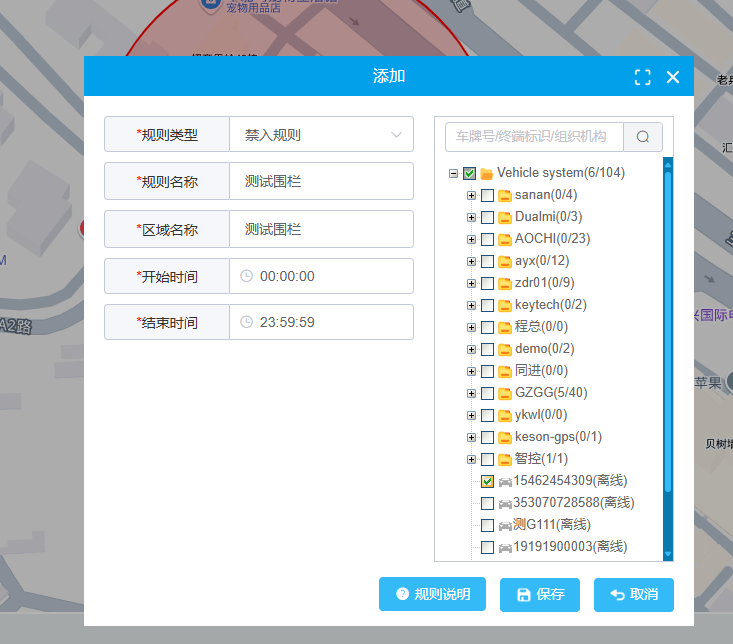 宠物用品店
添加
*规则类型 禁入规则
*规则名称 测试围栏
*区域名称 测试围栏
*开始时间 00:00:00
*结束时间 23:59:59
车牌号/终端标识/组织机构
Vehicle system(6/104)
sanan(0/4)
Dualmi(0/3)
AOCHI(0/23)
ayx(0/12)
zdr01(0/9)
keytech(0/2)
程总(0/0)
demo(0/2)
同进(0/0)
GZGG(5/40)
ykwl(0/0)
keson-gps(0/1)
智控(1/1)
15462454309(离线)
353070728588(离线)
测G111(离线)
19191900003(离线)
规则说明
保存
取消
A2路
兴国际
苹果
贝树
老
汇
M